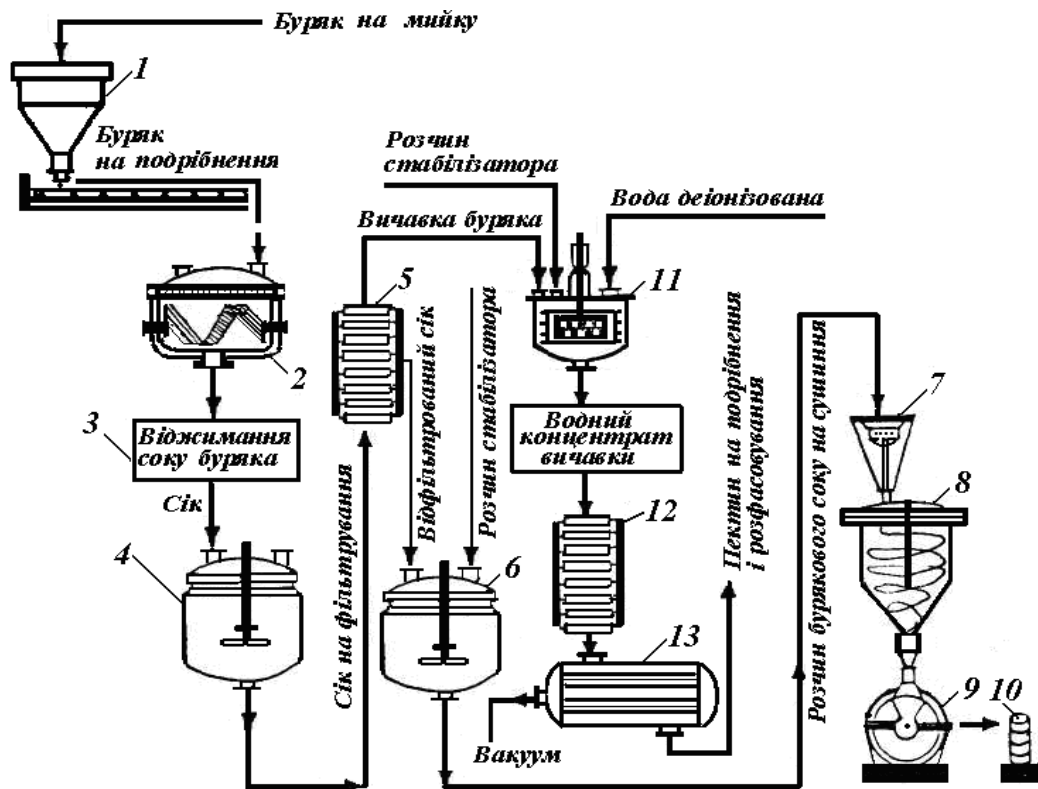 Буряк на мийку
1
Буряк
на подрібнення
Розчин
стабілізатора
Вода деіонізована
Вичавка буряка
5
11
2
3
Віджимання
соку буряка
Сік
4
Сік на фільтрування
Відфільтрований сік
Розчин стабілізатора
6
Водний
концентрат
вичавки
12
13
Вакуум
Пектин на подрібнення
і розфасовування
Розчин бурякового соку на сушиння
7
8
9
10